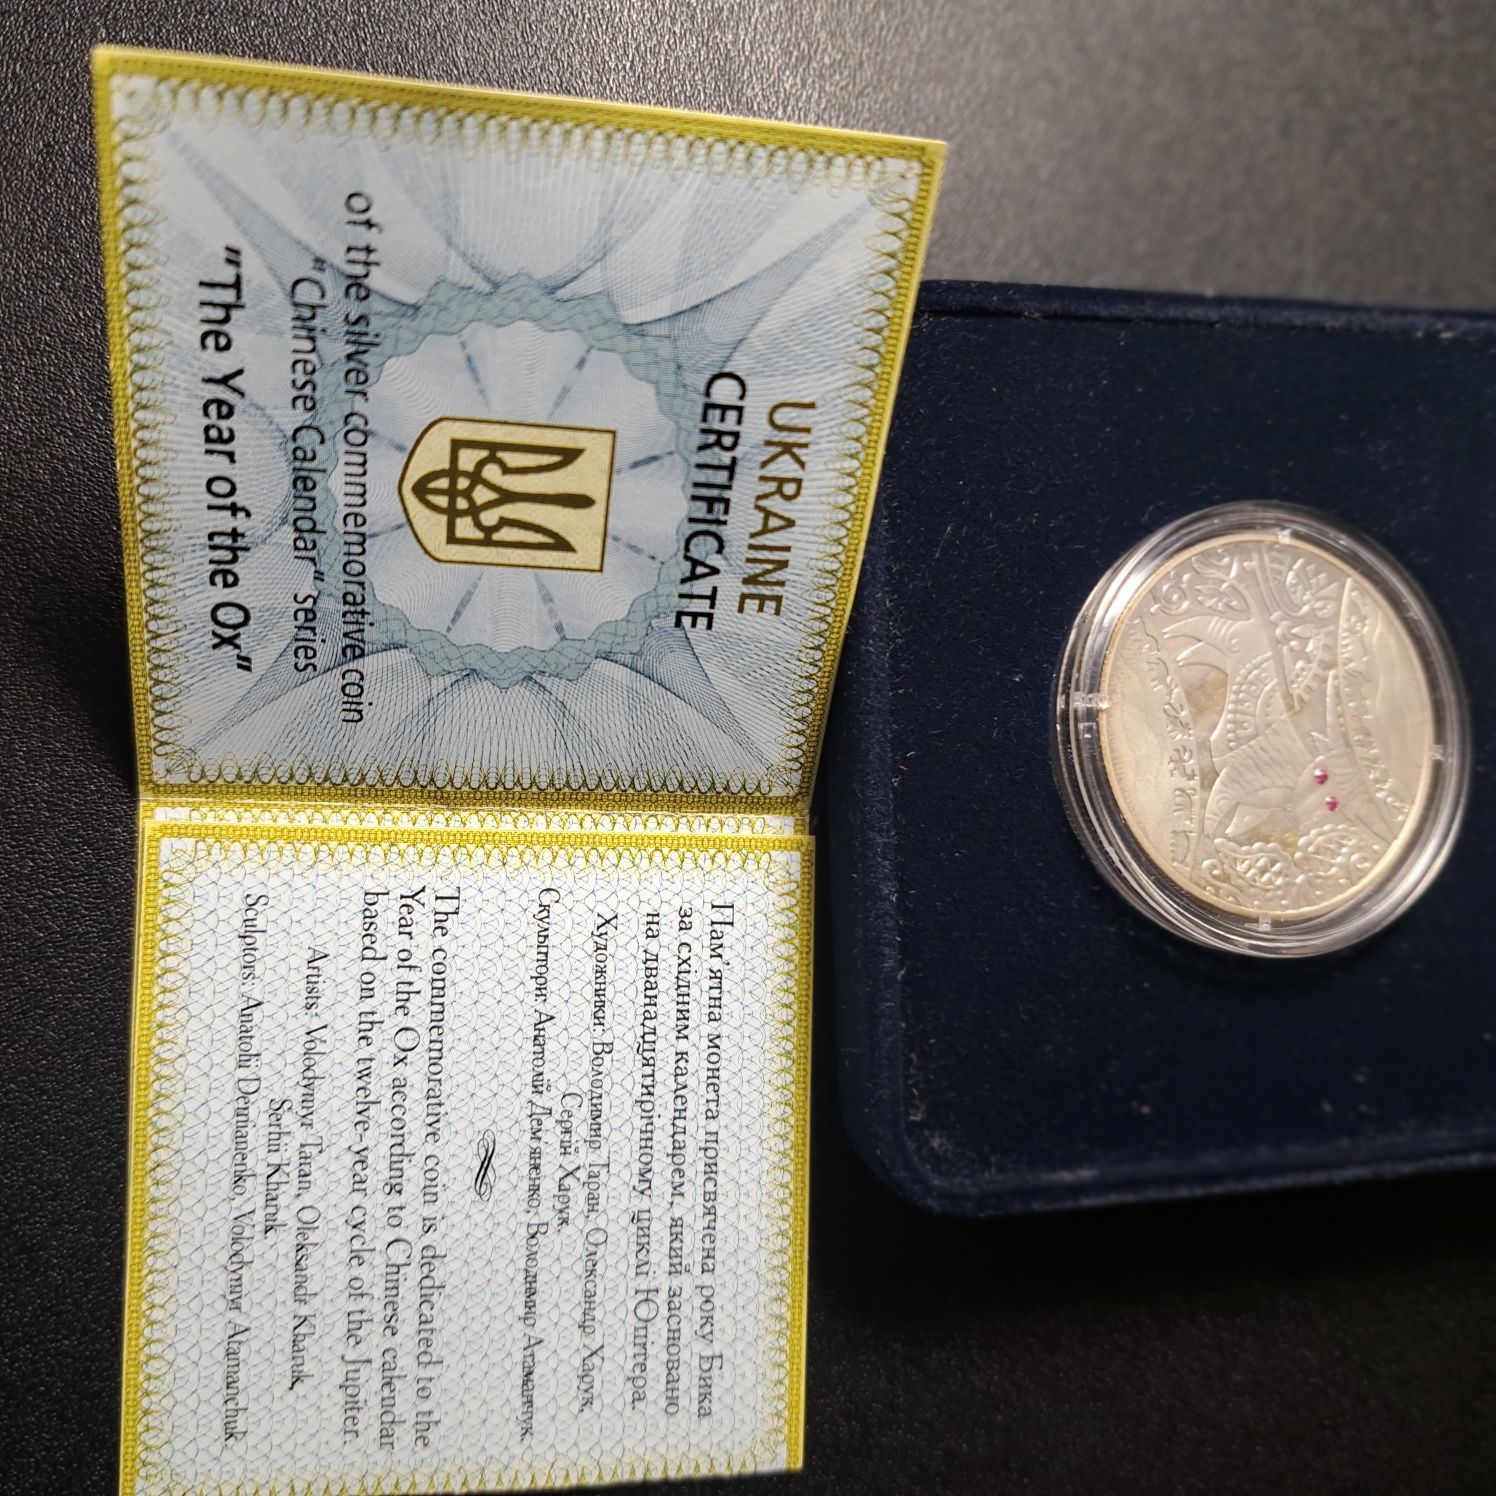 UKRAINE
CERTIFICATE
of the silver commemorative coin
"Chinese Calendar" series
"The Year of the Ox"
Пам’ятна монета присвячена року Бика
за східним календарем, який засновано
на дванадцятирічному циклі Юпітера.
Художники: Володимир Таран, Олександр Харук,
Сергій Харук.
Скульптори: Анатолій Дем’яненко, Володимир Атаманчук.
The commemorative coin is dedicated to the
Year of the Ox according to Chinese calendar
based on the twelve-year cycle of the Jupiter.
Artists: Volodymyr Taran, Oleksandr Kharuk,
Serhii Kharuk.
Sculptors: Anatolii Demianenko, Volodymyr Atamanchuk.